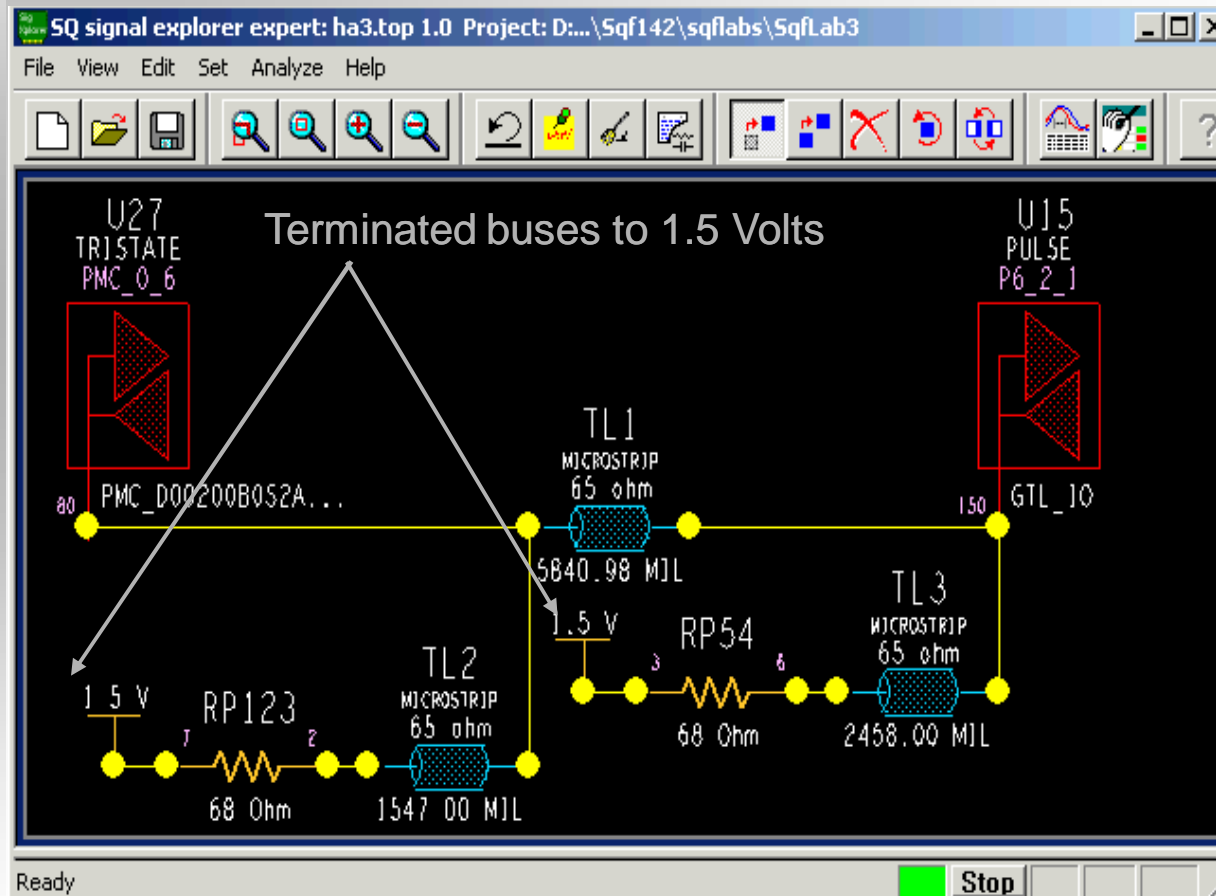 SQ signal explorer expert: ha3.top 1.0 Project: D:...\Sqf142\sqflabs\SqfLab3
File View Edit Set Analyze Help
U27
TRISTATE
PMC_0_6
Terminated buses to 1.5 Volts
U15
PULSE
P6_2_1
TL1
MICROSTRIP
65 ohm
80
PMC_D00200B0S2A...
150
GTL_IO
5840.98 MIL
1.5 V
RP54
3
6
TL3
MICROSTRIP
65 ohm
68 Ohm
2458.00 MIL
1 5 V
RP123
2
TL2
MICROSTRIP
65 ohm
68 Ohm
1547 00 MIL
Ready
Stop